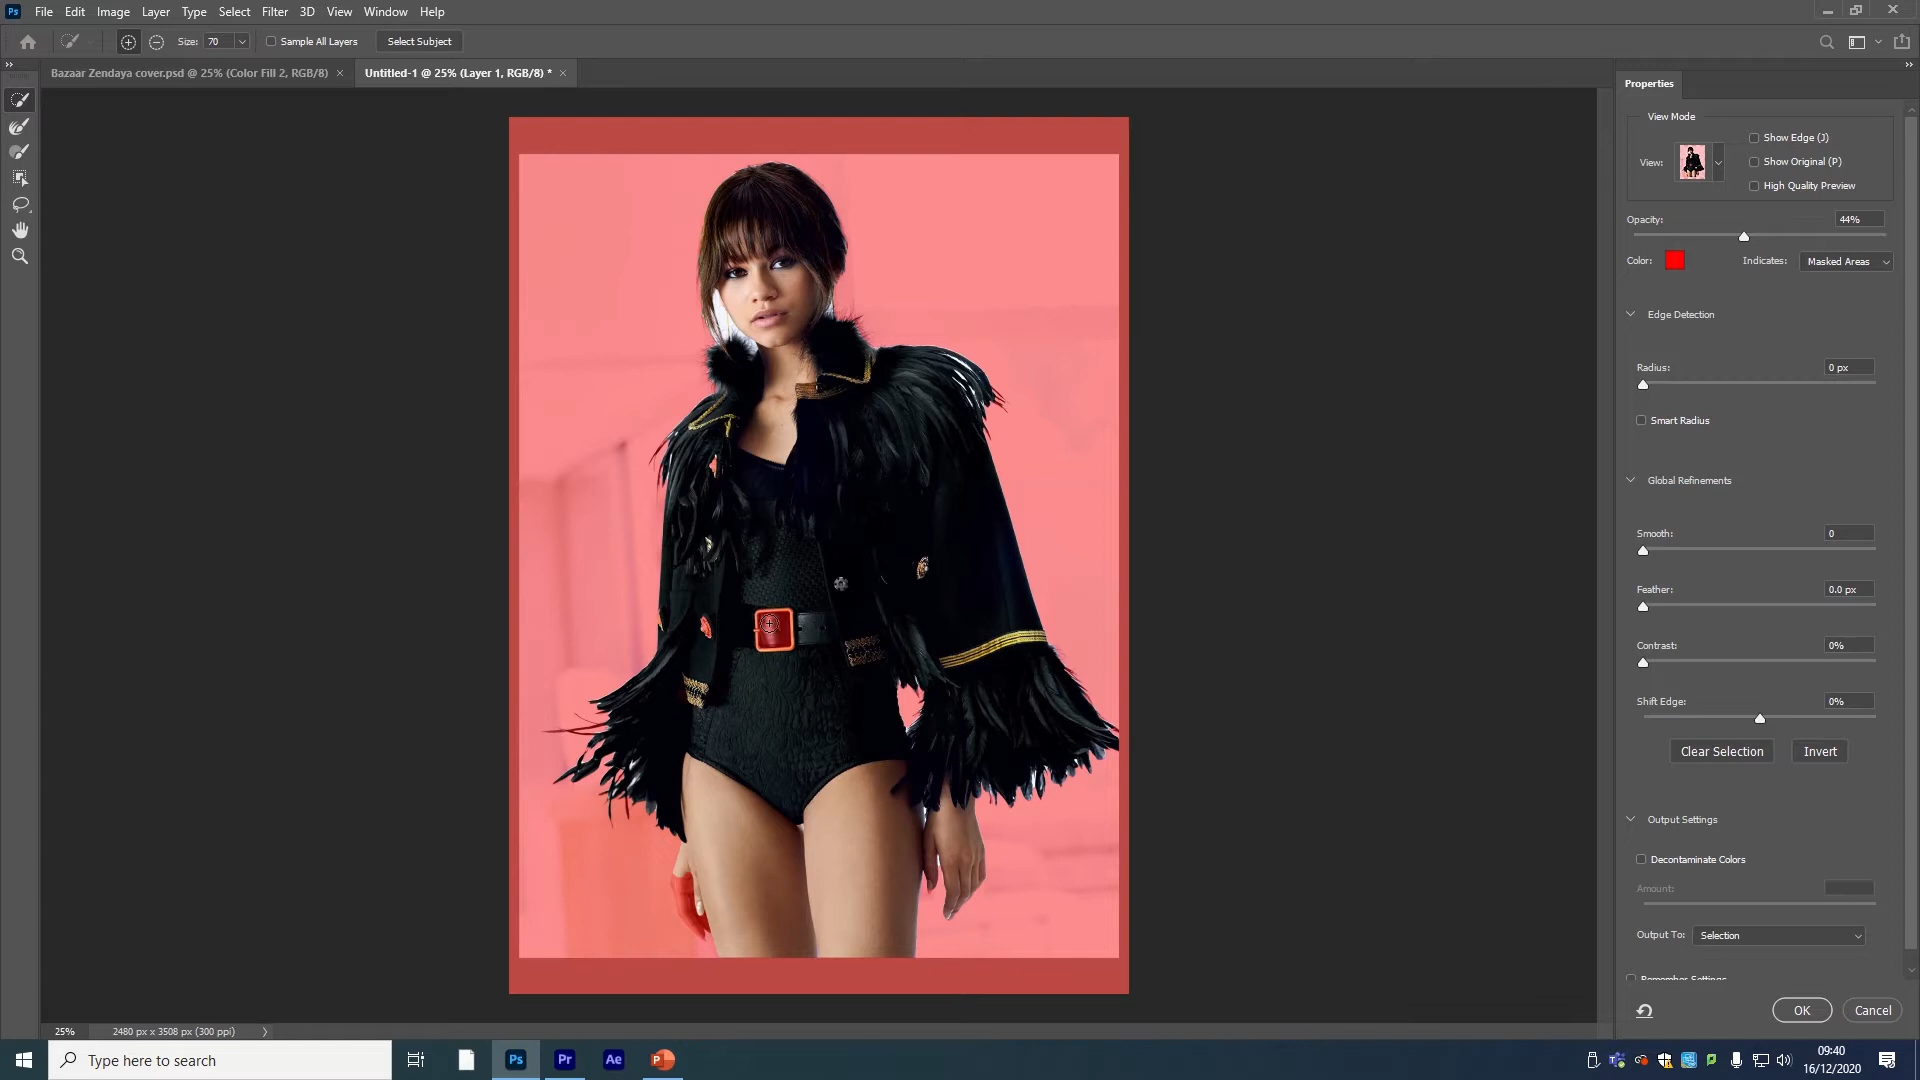 Ps File Edit Image Layer Type Select Filter 3D View Window Help
Size: 70 Sample All Layers Select Subject
Bazaar Zendaya cover.psd @ 25% (Color Fill 2, RGB/8) × Untitled-1 @ 25% (Layer 1, RGB/8) * ×
Properties
View Mode
Show Edge (J)
View:
Show Original (P)
High Quality Preview
Opacity: 44%
Color: Indicates: Masked Areas
Edge Detection
Radius: 0 px
Smart Radius
Global Refinements
Smooth: 0
Feather: 0.0 px
Contrast: 0%
Shift Edge: 0%
Clear Selection Invert
Output Settings
Decontaminate Colors
Amount:
Output To: Selection
Remember Settings
OK Cancel
25% 2480 px x 3508 px (300 ppi)
Type here to search
Ps Pr Ae P
09:40
16/12/2020